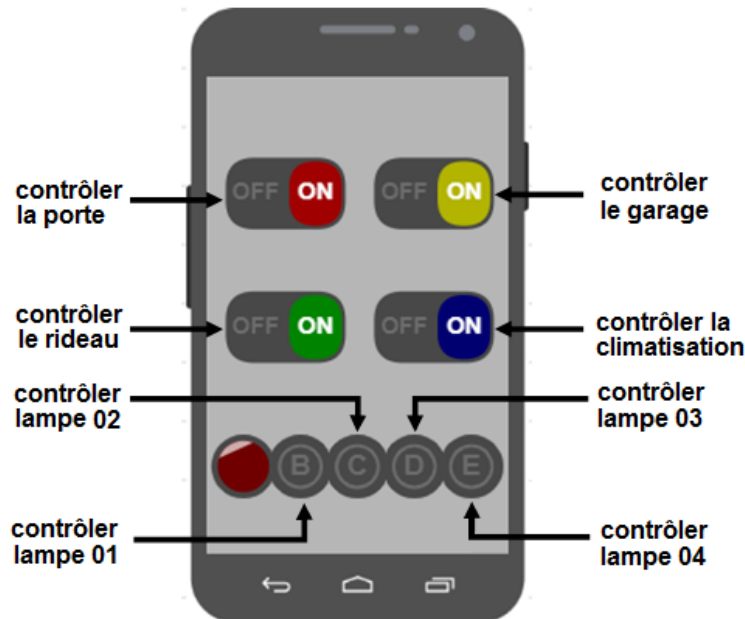 contrôler
la porte
OFF ON
OFF ON
contrôler
le garage
contrôler
le rideau
OFF ON
OFF ON
contrôler la
climatisation
contrôler
lampe 02
contrôler
lampe 03
B C D E
contrôler
lampe 01
contrôler
lampe 04